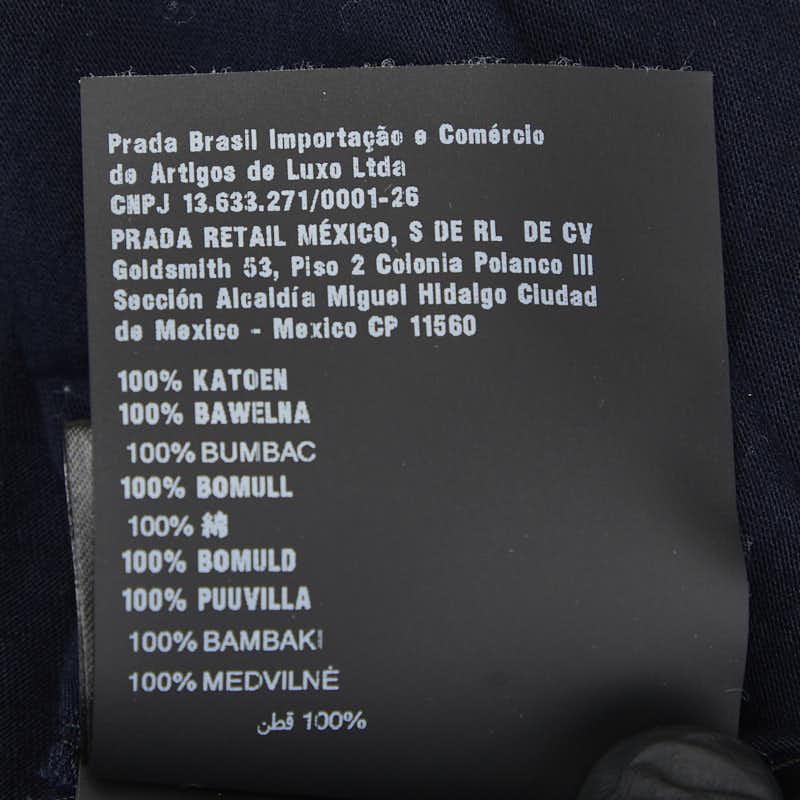 Prada Brasil Importação e Comércio
de Artigos de Luxo Ltda
CNPJ 13.633.271/0001-26
PRADA RETAIL MÉXICO, S DE RL DE CV
Goldsmith 53, Piso 2 Colonia Polanco III
Sección Alcaldía Miguel Hidalgo Ciudad
de Mexico - Mexico CP 11560
100% KATOEN
100% BAWELNA
100% BUMBAC
100% BOMULL
100% 綿
100% BOMULD
100% PUUVILLA
100% BAMBAKI
100% MEDVILNĖ
100% قطن